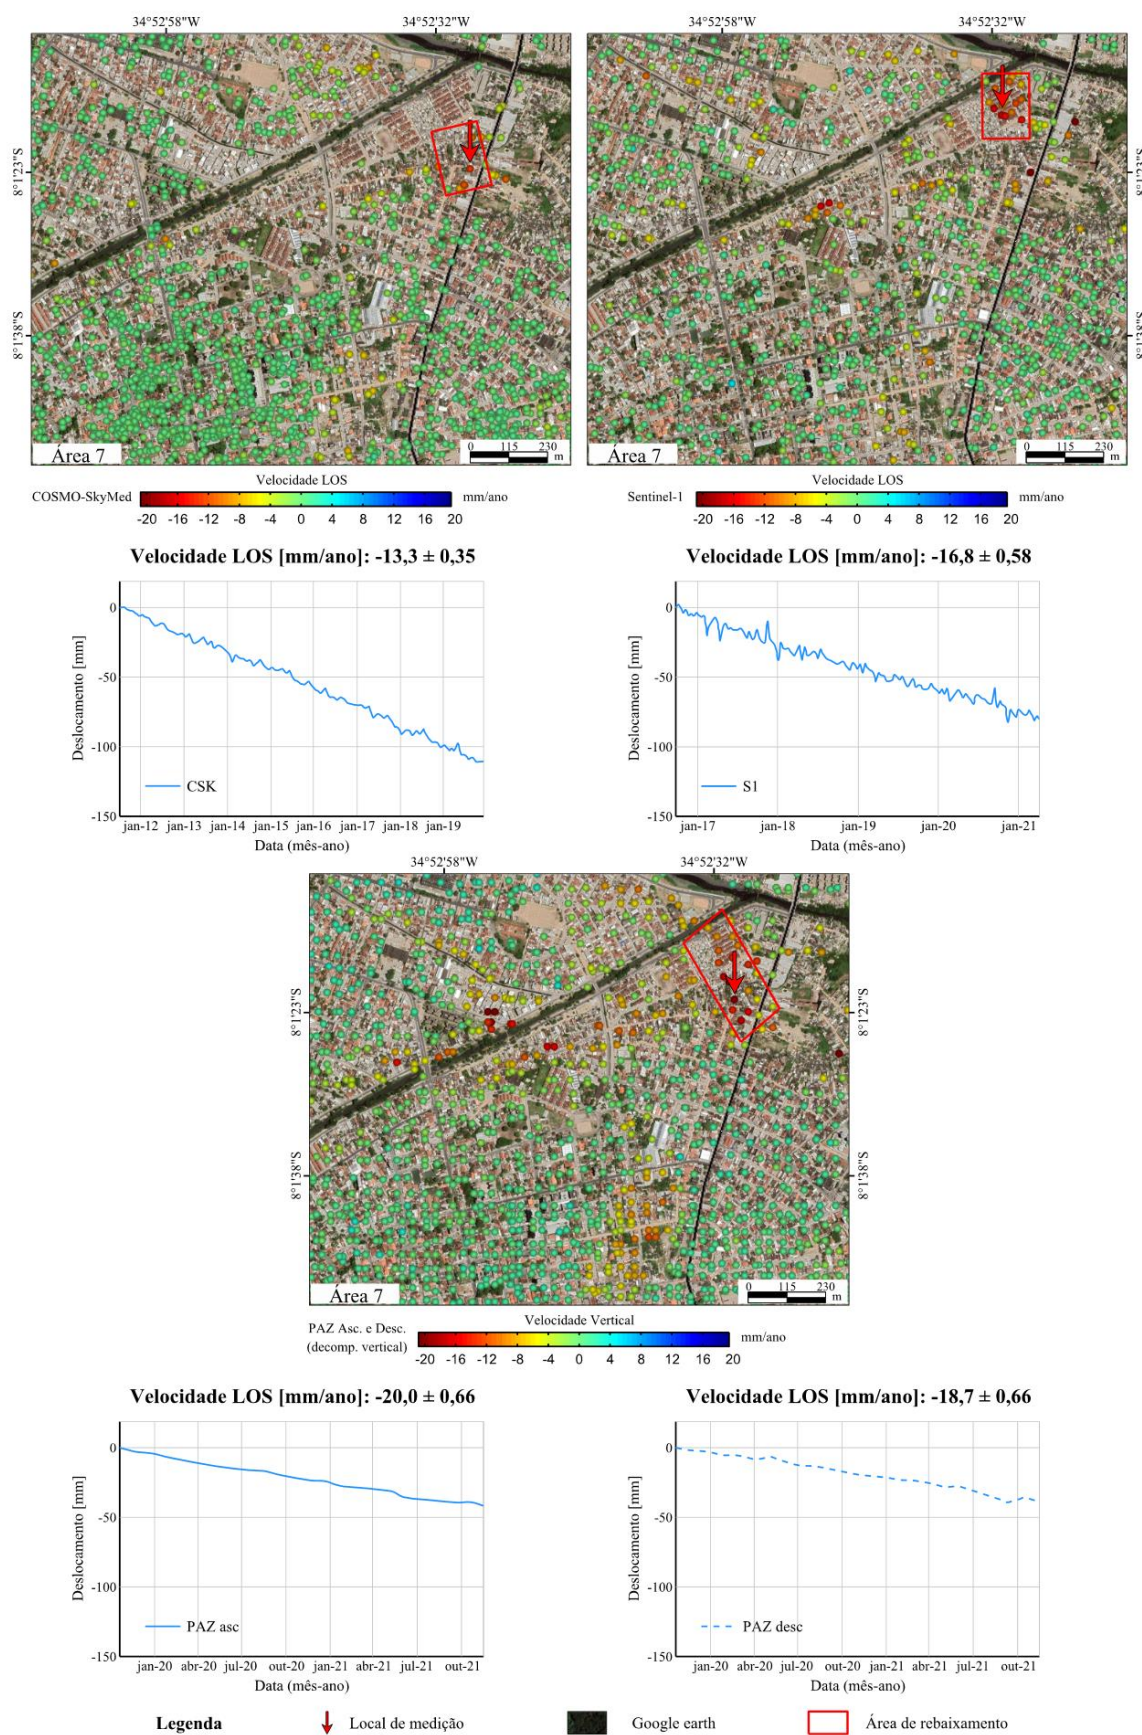 34°52'58"W 34°52'32"W 34°52'58"W 34°52'32"W
8°1'23"S 8°1'23"S 8°1'23"S
8°1'38"S 8°1'38"S 8°1'38"S
Área 7 0 115 230 m Área 7 0 115 230 m
Velocidade LOS Velocidade LOS
COSMO-SkyMed mm/ano Sentinel-1 mm/ano
-20 -16 -12 -8 -4 0 4 8 12 16 20 -20 -16 -12 -8 -4 0 4 8 12 16 20
Velocidade LOS [mm/ano]: -13,3 ± 0,35
Deslocamento [mm]
0
-50
-100
-150
CSK
jan-12 jan-13 jan-14 jan-15 jan-16 jan-17 jan-18 jan-19
Data (mês-ano)
Velocidade LOS [mm/ano]: -16,8 ± 0,58
Deslocamento [mm]
0
-50
-100
-150
S1
jan-17 jan-18 jan-19 jan-20 jan-21
Data (mês-ano)
34°52'58"W 34°52'32"W
8°1'23"S 8°1'23"S
8°1'38"S 8°1'38"S
Área 7 0 115 230 m
Velocidade Vertical
PAZ Asc. e Desc. mm/ano
(decomp. vertical)
-20 -16 -12 -8 -4 0 4 8 12 16 20
Velocidade LOS [mm/ano]: -20,0 ± 0,66
Deslocamento [mm]
0
-50
-100
-150
PAZ asc
jan-20 abr-20 jul-20 out-20 jan-21 abr-21 jul-21 out-21
Data (mês-ano)
Velocidade LOS [mm/ano]: -18,7 ± 0,66
Deslocamento [mm]
0
-50
-100
-150
PAZ desc
jan-20 abr-20 jul-20 out-20 jan-21 abr-21 jul-21 out-21
Data (mês-ano)
Legenda Local de medição Google earth Área de rebaixamento